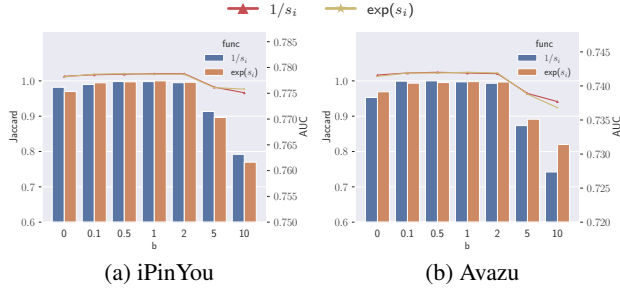 1/s_i exp(s_i)
func
1/s_i
exp(s_i)
Jaccard
1.0
0.9
0.8
0.7
0.6
0.785
0.780
0.775
0.770
0.765
0.760
0.755
0.750
AUC
0 0.1 0.5 1 2 5 10
b
(a) iPinYou
func
1/s_i
exp(s_i)
Jaccard
1.0
0.9
0.8
0.7
0.6
0.745
0.740
0.735
0.730
0.725
0.720
AUC
0 0.1 0.5 1 2 5 10
b
(b) Avazu